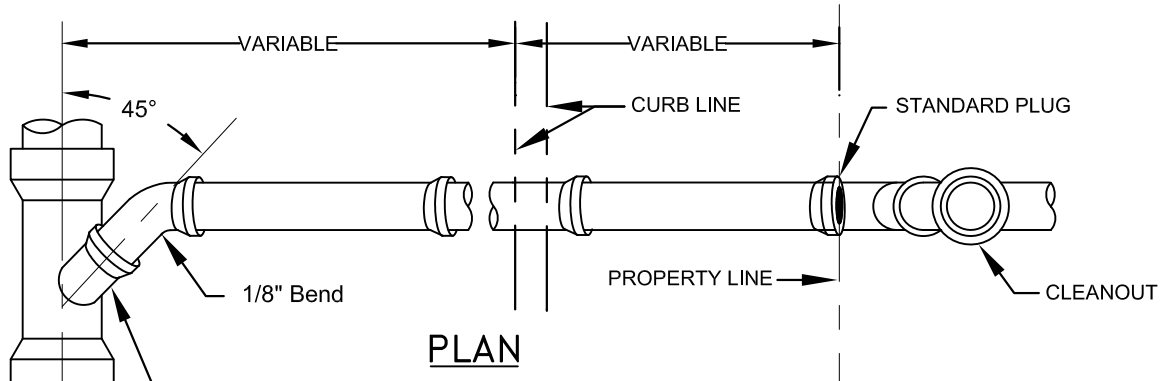 VARIABLE
VARIABLE
45°
CURB LINE
STANDARD PLUG
PROPERTY LINE
1/8" Bend
CLEANOUT
PLAN